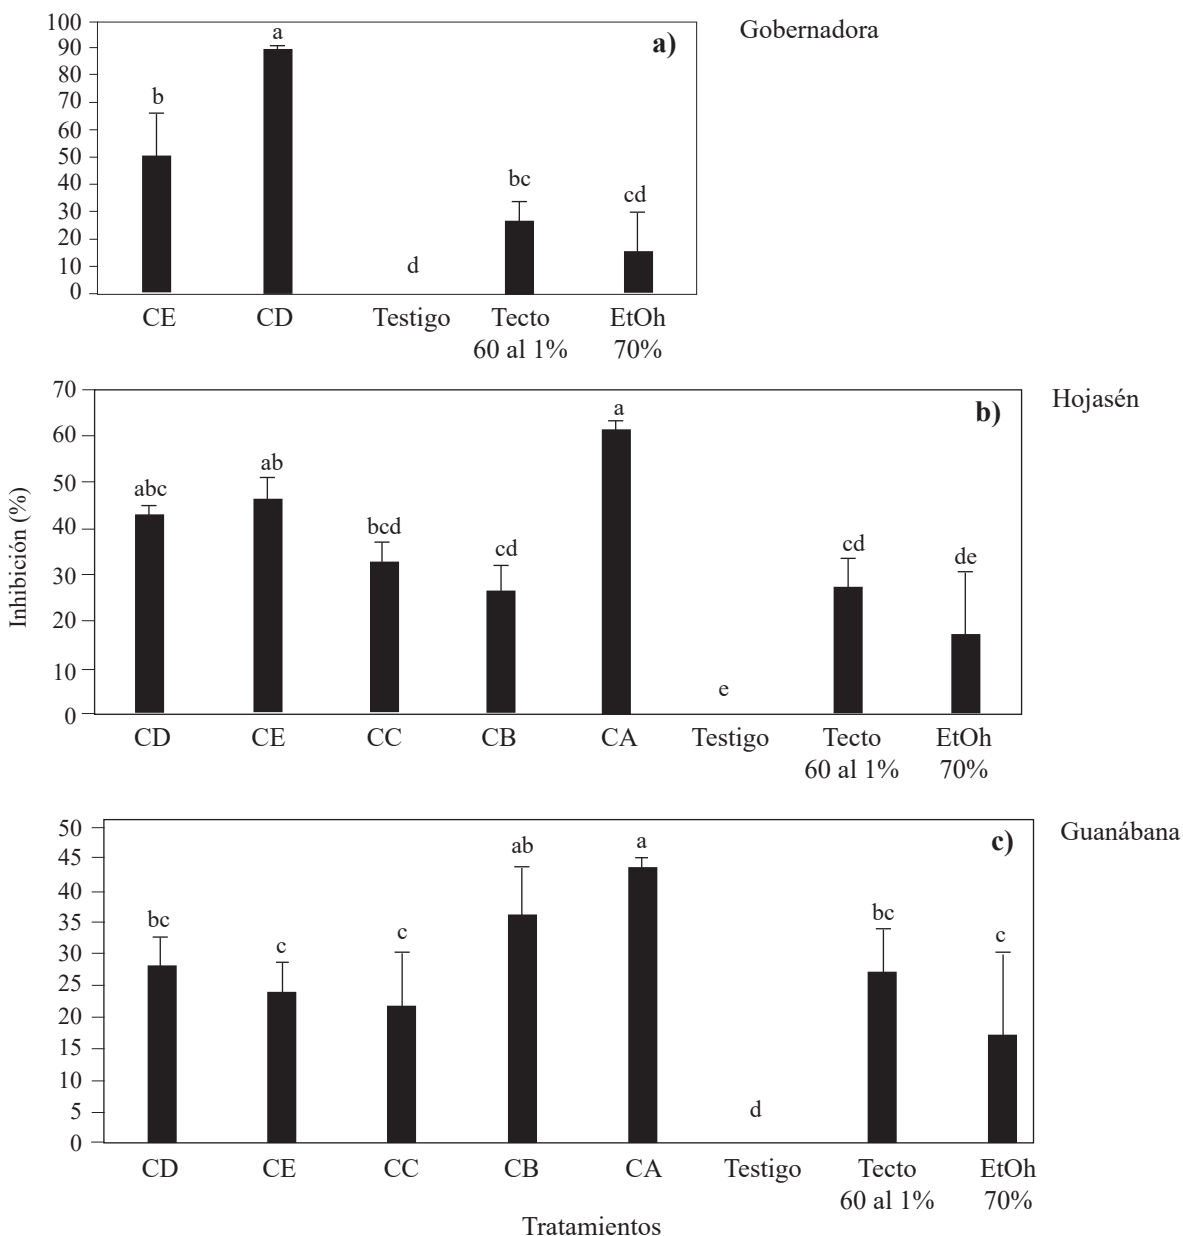 Gobernadora
a)
100
90
80
70
60
50
40
30
20
10
0
b
a
d
bc
cd
CE CD Testigo Tecto EtOh
60 al 1% 70%
Hojasén
b)
Inhibición (%)
70
60
50
40
30
20
10
0
abc
ab
bcd
cd
a
e
cd
de
CD CE CC CB CA Testigo Tecto EtOh
60 al 1% 70%
Guanábana
c)
50
45
40
35
30
25
20
15
10
5
0
bc
c
c
ab
a
d
bc
c
CD CE CC CB CA Testigo Tecto EtOh
60 al 1% 70%
Tratamientos